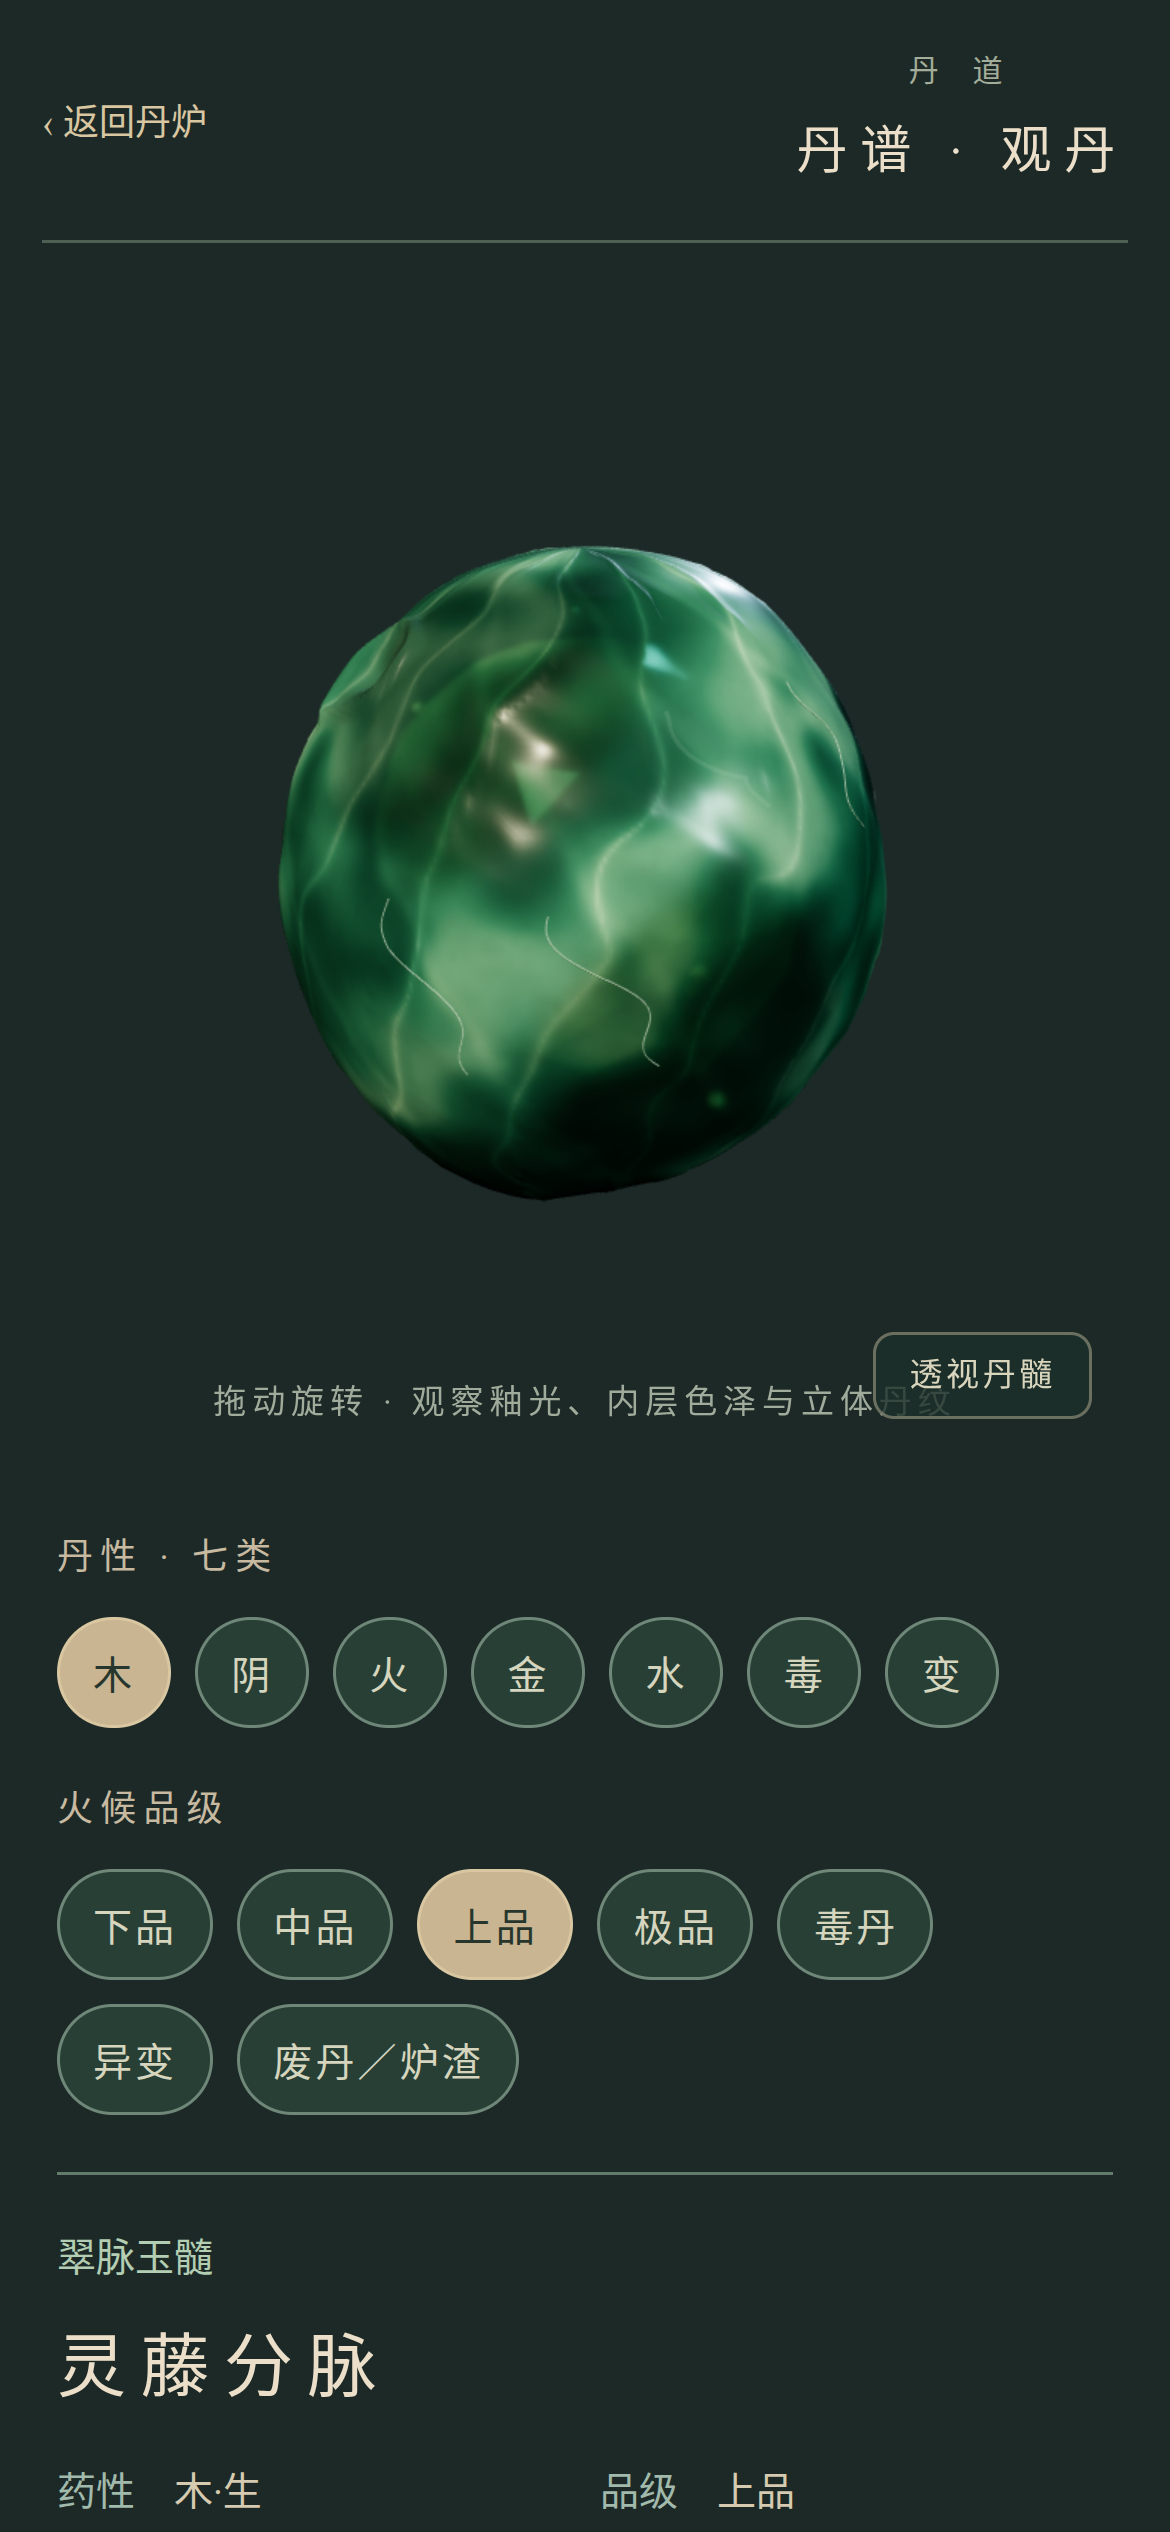 丹 道
‹ 返回丹炉
丹谱 · 观丹
透视丹髓
拖动旋转 · 观察釉光、内层色泽与立体丹纹
丹性 · 七类
木 阴 火 金 水 毒 变
火候品级
下品 中品 上品 极品 毒丹
异变 废丹／炉渣
翠脉玉髓
灵藤分脉
药性 木·生 品级 上品